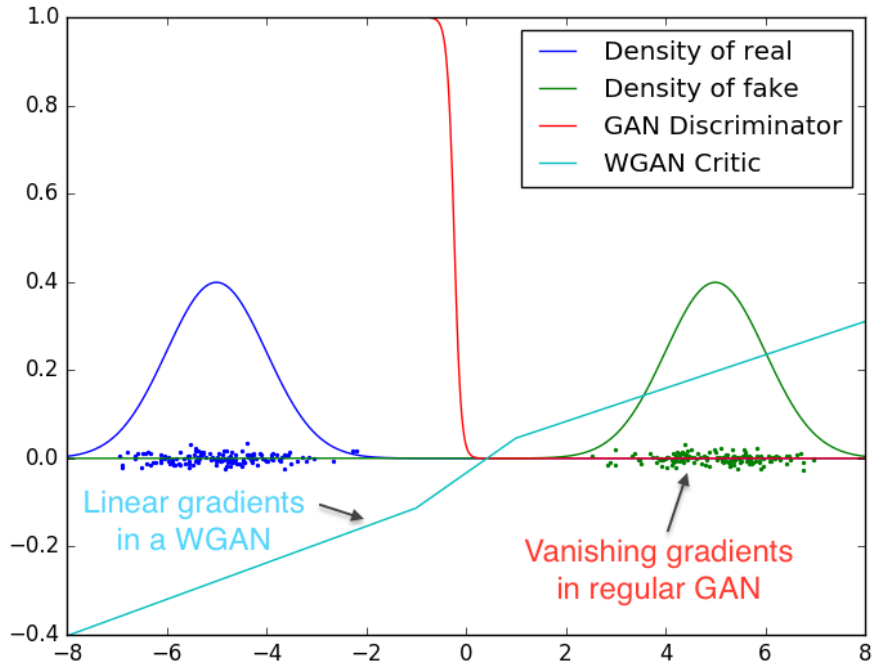 1.0
0.8
0.6
0.4
0.2
0.0
−0.2
−0.4
Density of real
Density of fake
GAN Discriminator
WGAN Critic
Linear gradients
in a WGAN
Vanishing gradients
in regular GAN
−8 −6 −4 −2 0 2 4 6 8